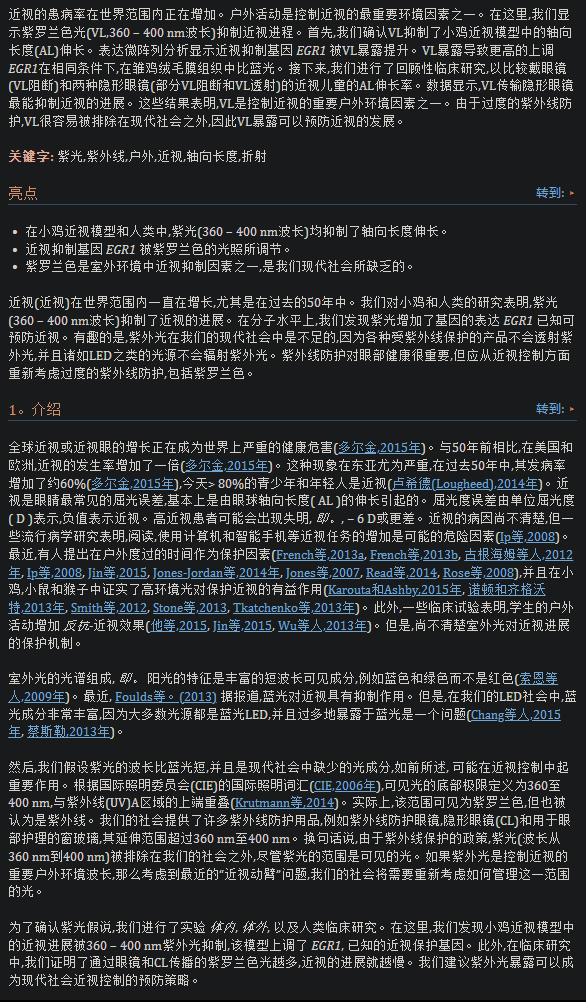 近视的患病率在世界范围内正在增加。户外活动是控制近视的最重要环境因素之一。在这里,我们显
示紫罗兰色光(VL,360 – 400 nm波长)抑制近视进程。首先,我们确认VL抑制了小鸡近视模型中的轴向
长度(AL)伸长。表达微阵列分析显示近视抑制基因 EGR1 被VL暴露提升。VL暴露导致更高的上调
EGR1在相同条件下,在雏鸡绒毛膜组织中比蓝光。接下来,我们进行了回顾性临床研究,以比较戴眼镜
(VL阻断)和两种隐形眼镜(部分VL阻断和VL透射)的近视儿童的AL伸长率。数据显示,VL传输隐形眼镜
最能抑制近视的进展。这些结果表明,VL是控制近视的重要户外环境因素之一。由于过度的紫外线防
护,VL很容易被排除在现代社会之外,因此VL暴露可以预防近视的发展。
关键字: 紫光,紫外线,户外,近视,轴向长度,折射
亮点
转到:
• 在小鸡近视模型和人类中,紫光(360 – 400 nm波长)均抑制了轴向长度伸长。
• 近视抑制基因 EGR1 被紫罗兰色的光照所调节。
• 紫罗兰色是室外环境中近视抑制因素之一,是我们现代社会所缺乏的。
近视(近视)在世界范围内一直在增长,尤其是在过去的50年中。我们对小鸡和人类的研究表明,紫光
(360 – 400 nm波长)抑制了近视的进展。在分子水平上,我们发现紫光增加了基因的表达 EGR1 已知可
预防近视。有趣的是,紫外光在我们的现代社会中是不足的,因为各种受紫外线保护的产品不会透射紫
外光,并且诸如LED之类的光源不会辐射紫外光。紫外线防护对眼部健康很重要,但应从近视控制方面
重新考虑过度的紫外线防护,包括紫罗兰色。
1。介绍
转到:
全球近视或近视眼的增长正在成为世界上严重的健康危害(多尔金,2015年)。与50年前相比,在美国和
欧洲,近视的发生率增加了一倍(多尔金,2015年)。这种现象在东亚尤为严重,在过去50年中,其发病率
增加了约60%(多尔金,2015年),今天> 80%的青少年和年轻人是近视(卢希德(Lougheed),2014年)。近
视是眼睛最常见的屈光误差,基本上是由眼球轴向长度( AL )的伸长引起的。屈光度误差由单位屈光度
( D )表示,负值表示近视。高近视患者可能会出现失明, 即。, – 6 D或更差。近视的病因尚不清楚,但一
些流行病学研究表明,阅读,使用计算机和智能手机等近视任务的增加是可能的危险因素(Ip等,2008)。
最近,有人提出在户外度过的时间作为保护因素(French等,2013a, French等,2013b, 古根海姆等人,2012
年, Ip等,2008, Jin等,2015, Jones-Jordan等,2014年, Jones等,2007, Read等,2014, Rose等,2008),并且在小
鸡,小鼠和猴子中证实了高环境光对保护近视的有益作用(Karouta和Ashby,2015年, 诺顿和齐格沃
特,2013年, Smith等,2012, Stone等,2013, Tkatchenko等,2013年)。此外,一些临床试验表明,学生的户外
活动增加 反抗-近视效果(他等,2015, Jin等,2015, Wu等人,2013年)。但是,尚不清楚室外光对近视进展
的保护机制。
室外光的光谱组成, 即。 阳光的特征是丰富的短波长可见成分,例如蓝色和绿色而不是红色(索恩等
人,2009年)。最近, Foulds等。(2013) 据报道,蓝光对近视具有抑制作用。但是,在我们的LED社会中,蓝
光成分非常丰富,因为大多数光源都是蓝光LED,并且过多地暴露于蓝光是一个问题(Chang等人,2015
年, 蔡斯勒,2013年)。
然后,我们假设紫光的波长比蓝光短,并且是现代社会中缺少的光成分,如前所述, 可能在近视控制中起
重要作用。根据国际照明委员会(CIE)的国际照明词汇(CIE,2006年),可见光的底部极限定义为360至
400 nm,与紫外线(UV)A区域的上端重叠(Krutmann等,2014)。实际上,该范围可见为紫罗兰,但也被
认为是紫外线。我们的社会提供了许多紫外线防护用品,例如紫外线防护眼镜,隐形眼镜(CL)和用于眼
部护理的窗玻璃,其延伸范围超过360 nm至400 nm。换句话说,由于紫外线保护的政策,紫光(波长从
360 nm到400 nm)被排除在我们的社会之外,尽管紫光的范围是可见的光。如果紫外光是控制近视的
重要户外环境波长,那么考虑到最近的“近视动臂”问题,我们的社会将需要重新考虑如何管理这一范围
的光。
为了确认紫光假说,我们进行了实验 体内, 体外, 以及人类临床研究。在这里,我们发现小鸡近视模型中
的近视进展被360 – 400 nm紫外光抑制,该模型上调了 EGR1, 已知的近视保护基因。此外,在临床研究
中,我们证明了通过眼镜和CL传播的紫罗兰色光越多,近视的进展就越慢。我们建议紫外光暴露可以成
为现代社会近视控制的预防策略。